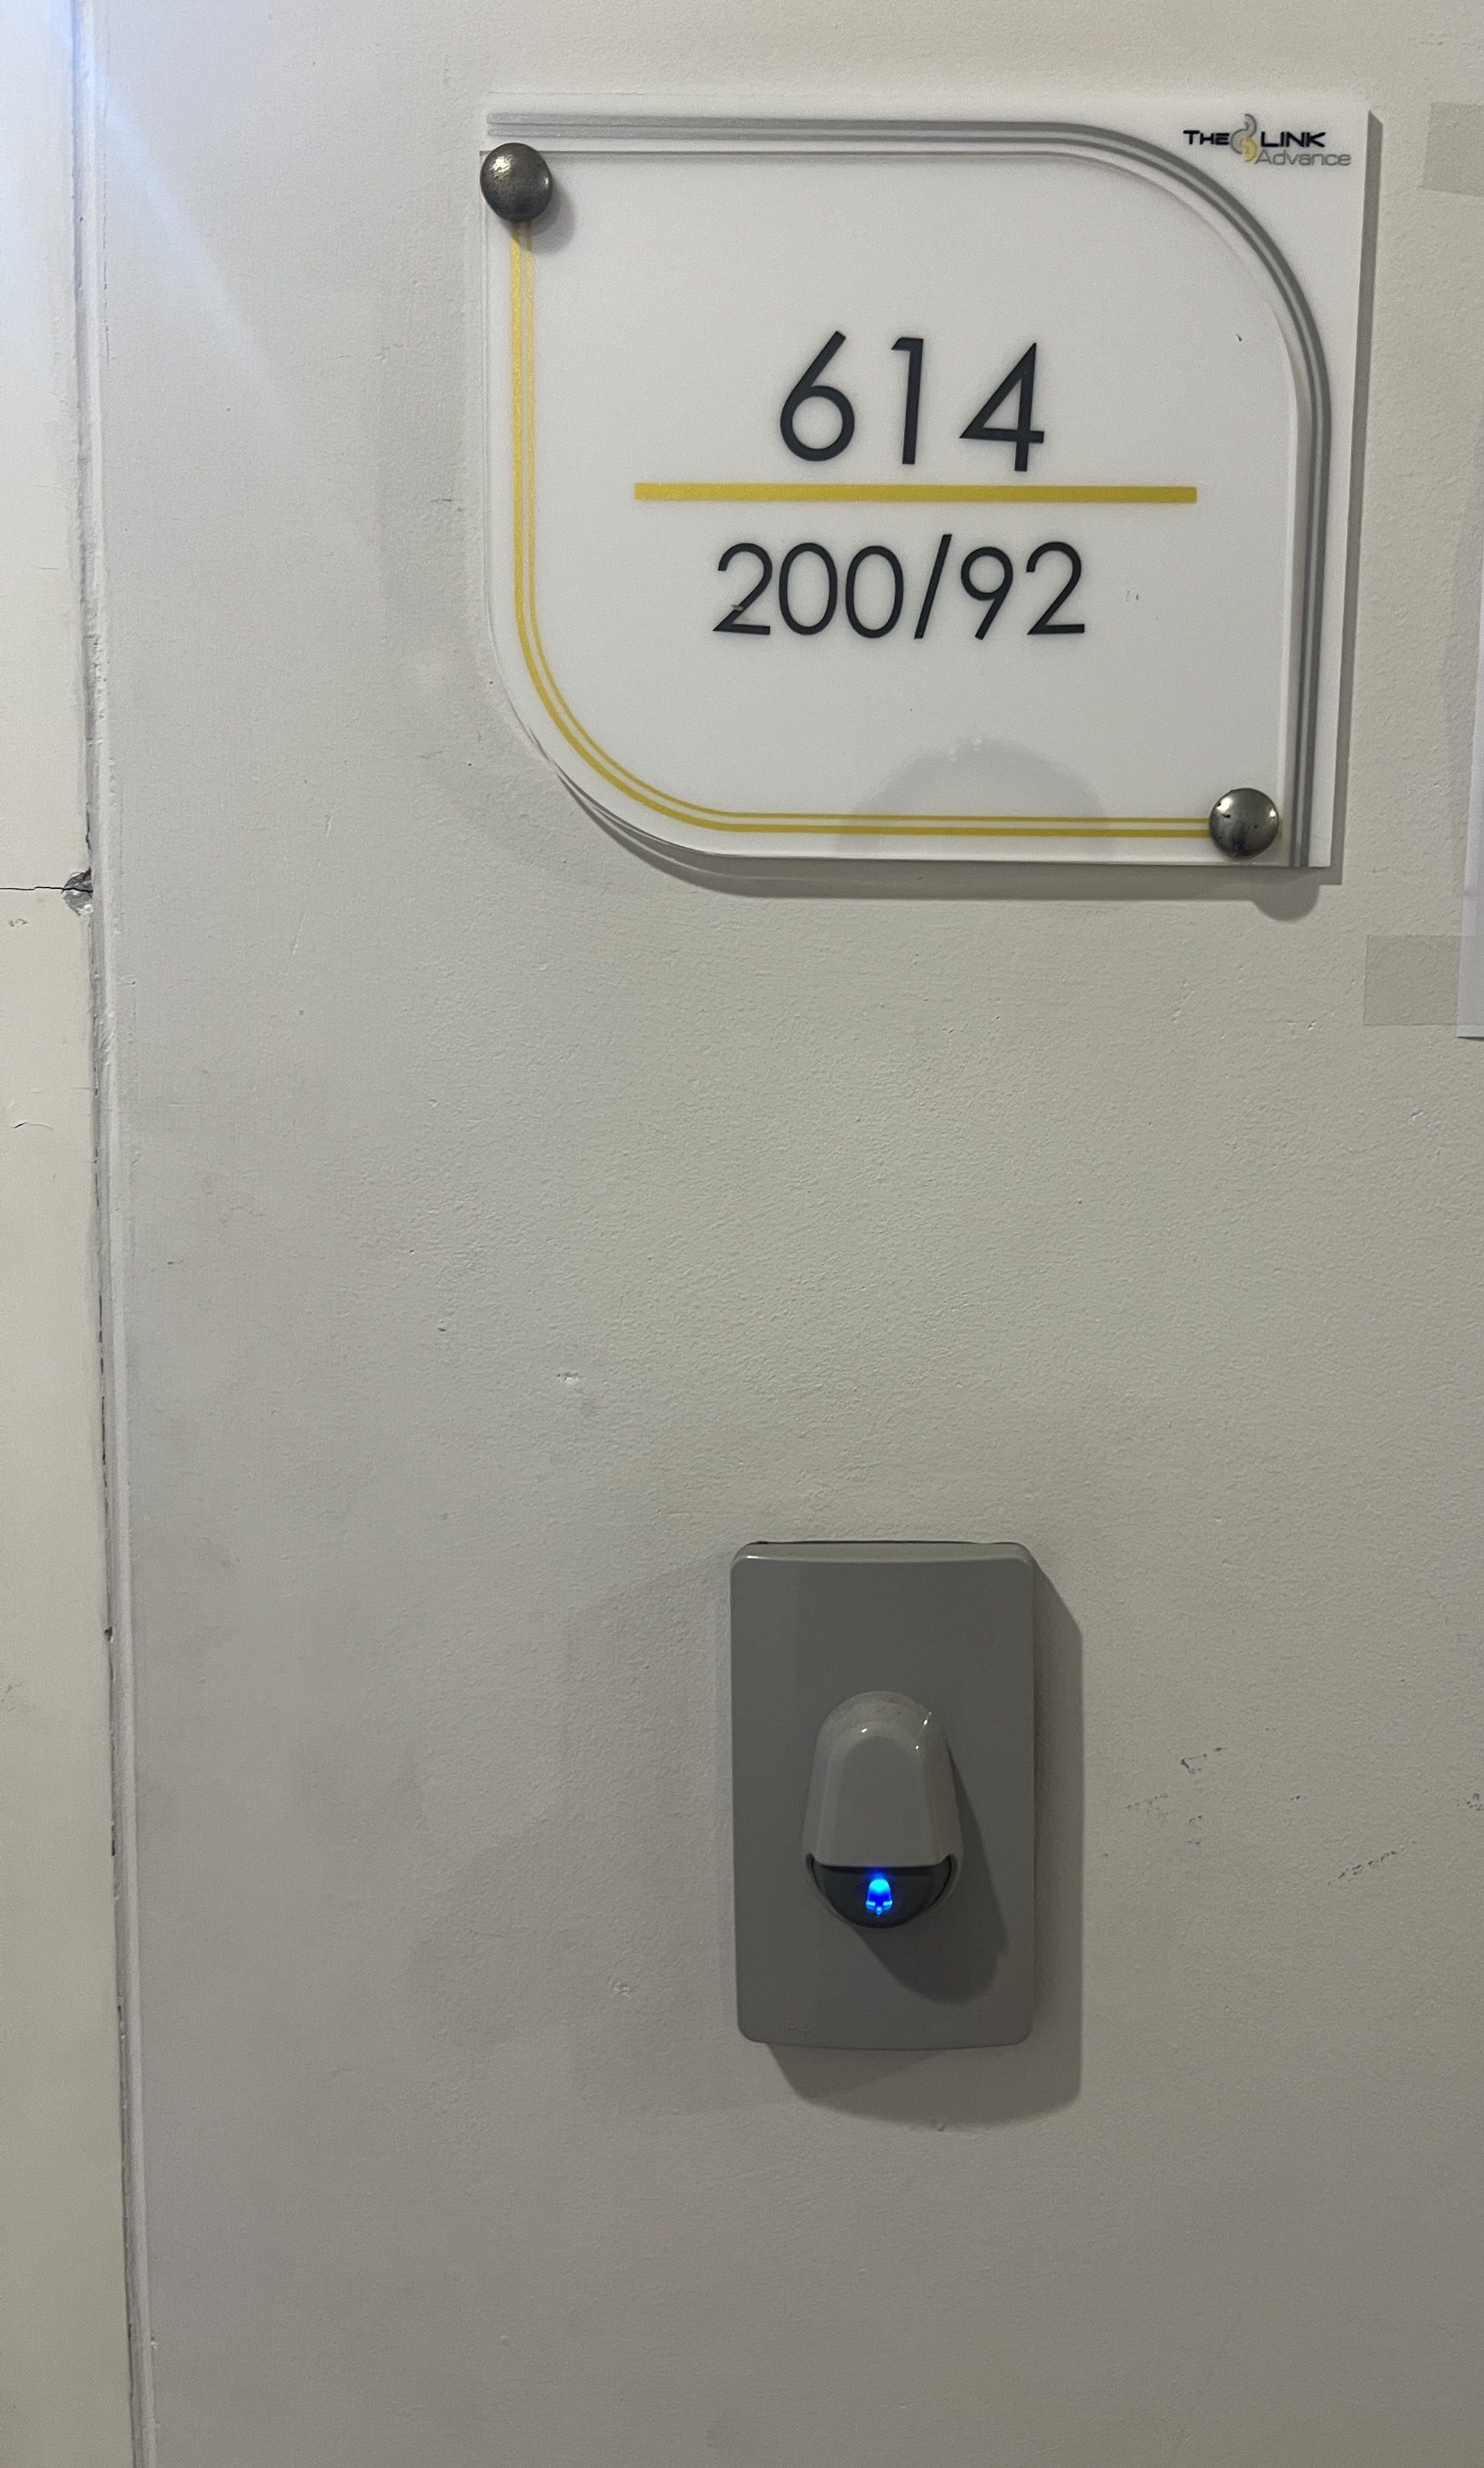 THE LINK
Advance
614
200/92